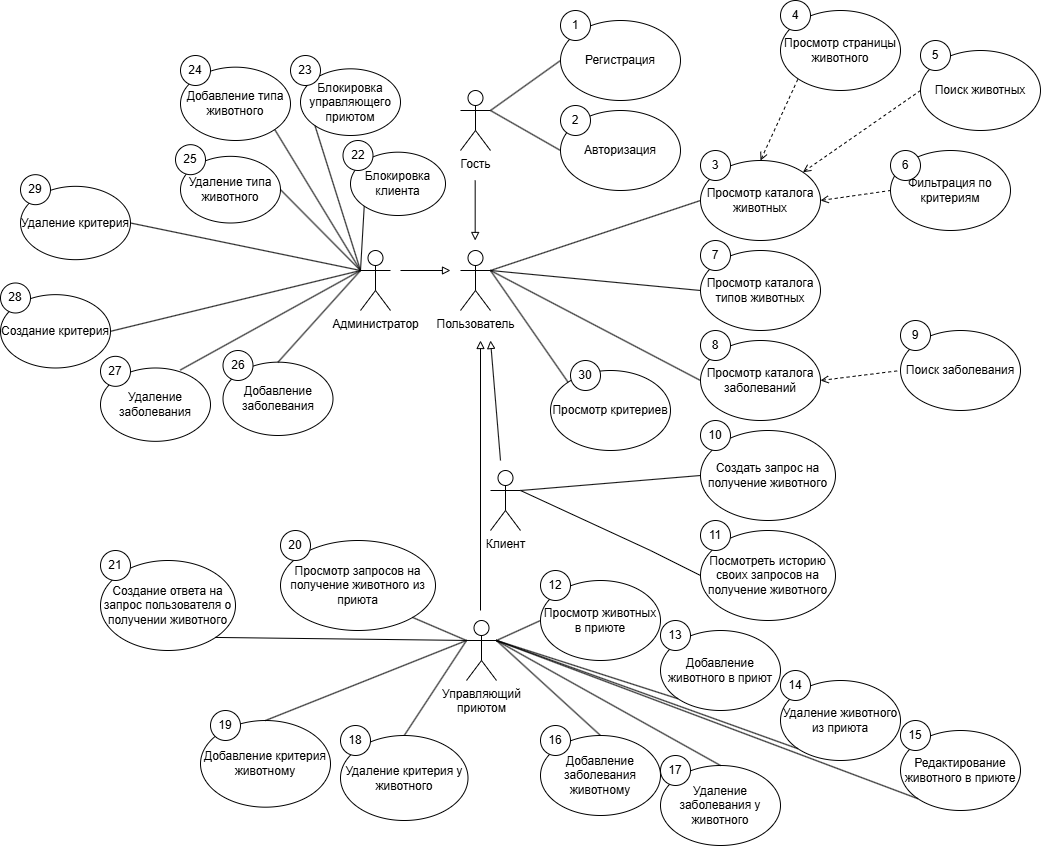 1
Регистрация
2
Авторизация
Гость
4
Просмотр страницы
животного
5
Поиск животных
3
Просмотр каталога
животных
6
Фильтрация по
критериям
7
Просмотр каталога
типов животных
8
Просмотр каталога
заболеваний
9
Поиск заболевания
30
Просмотр критериев
Пользователь
Администратор
24
Добавление типа
животного
23
Блокировка
управляющего
приютом
25
Удаление типа
животного
22
Блокировка
клиента
29
Удаление критерия
28
Создание критерия
27
Удаление
заболевания
26
Добавление
заболевания
Клиент
10
Создать запрос на
получение животного
11
Посмотреть историю
своих запросов на
получение животного
Управляющий
приютом
21
Создание ответа на
запрос пользователя о
получении животного
20
Просмотр запросов на
получение животного из
приюта
12
Просмотр животных
в приюте
13
Добавление
животного в приют
14
Удаление животного
из приюта
15
Редактирование
животного в приюте
19
Добавление критерия
животному
18
Удаление критерия у
животного
16
Добавление
заболевания
животному
17
Удаление
заболевания у
животного